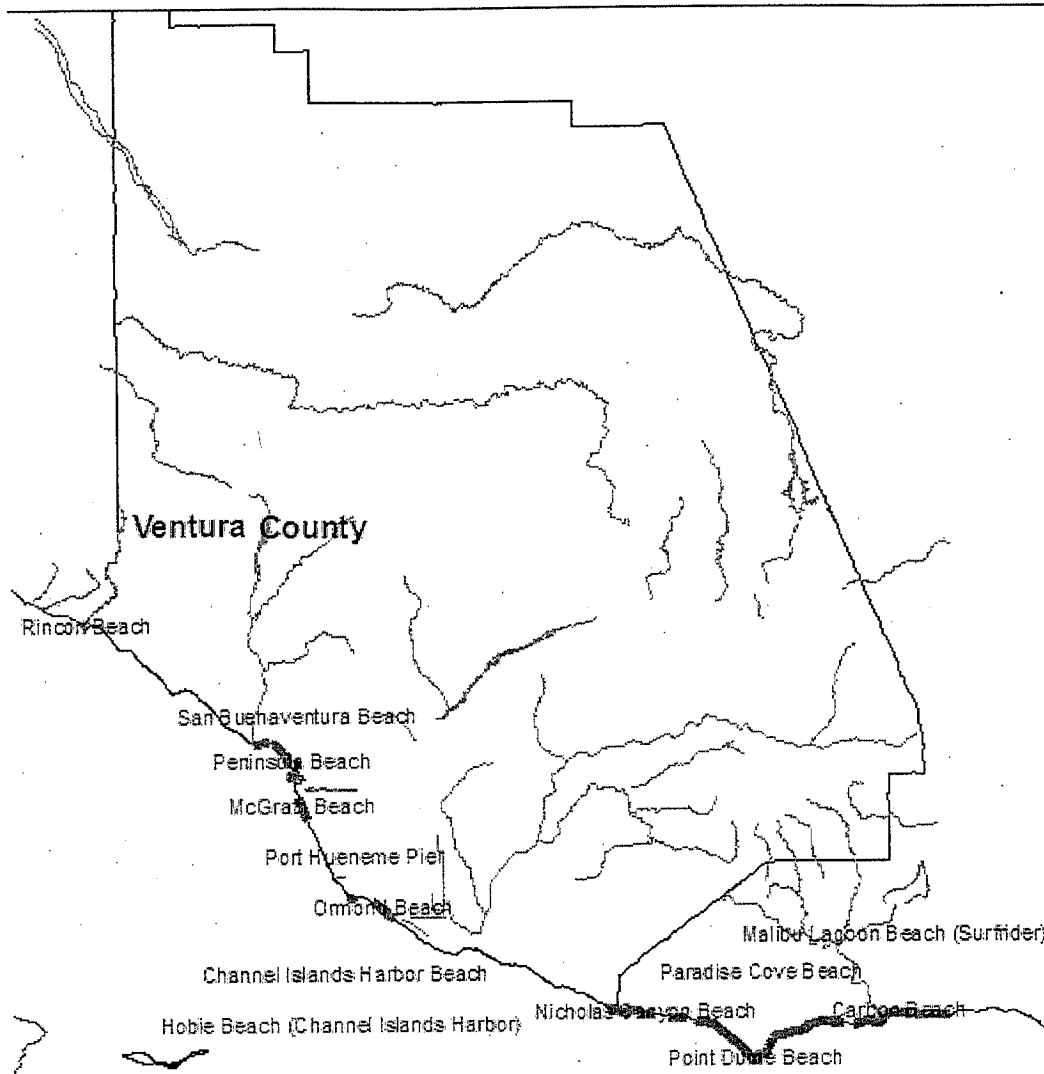 Ventura County
Rincon Beach
San Buenaventura Beach
Peninsula Beach
McGrath Beach
Port Hueneme Pier
Ormond Beach
Malibu Lagoon Beach (Surfrider)
Channel Islands Harbor Beach
Paradise Cove Beach
Nicholas Canyon Beach
Carbon Beach
Hobie Beach (Channel Islands Harbor)
Point Dume Beach